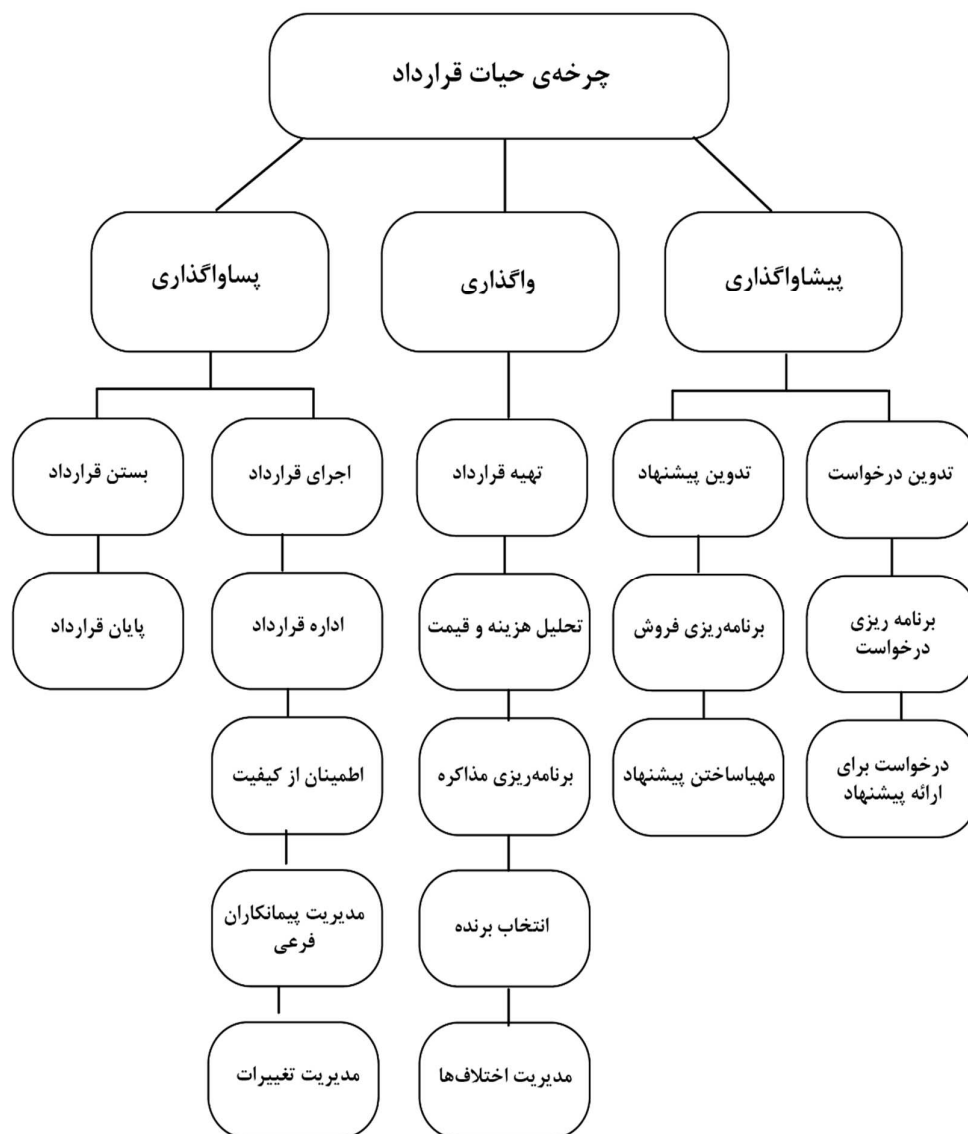 چرخه‌ی حیات قرارداد
پیشاواگذاری
واگذاری
پساواگذاری
تدوین درخواست
تدوین پیشنهاد
تهیه قرارداد
اجرای قرارداد
بستن قرارداد
برنامه ریزی
درخواست
برنامه‌ریزی فروش
تحلیل هزینه و قیمت
اداره قرارداد
پایان قرارداد
درخواست برای
ارائه پیشنهاد
مهیاساختن پیشنهاد
برنامه‌ریزی مذاکره
اطمینان از کیفیت
انتخاب برنده
مدیریت پیمانکاران
فرعی
مدیریت اختلاف‌ها
مدیریت تغییرات